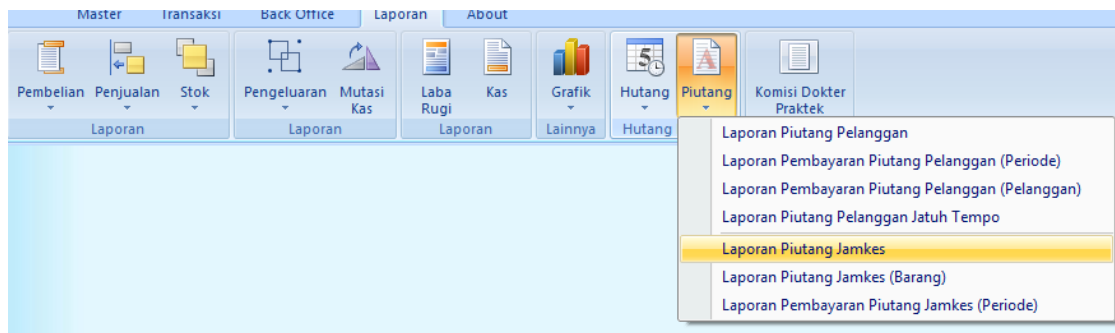 Master Transaksi Back Office Laporan About
Pembelian Penjualan Stok Pengeluaran Mutasi Kas Laba Rugi Kas Grafik Hutang Piutang Komisi Dokter Praktek
Laporan Laporan Laporan Lainnya Hutang
Laporan Piutang Pelanggan
Laporan Pembayaran Piutang Pelanggan (Periode)
Laporan Pembayaran Piutang Pelanggan (Pelanggan)
Laporan Piutang Pelanggan Jatuh Tempo
Laporan Piutang Jamkes
Laporan Piutang Jamkes (Barang)
Laporan Pembayaran Piutang Jamkes (Periode)